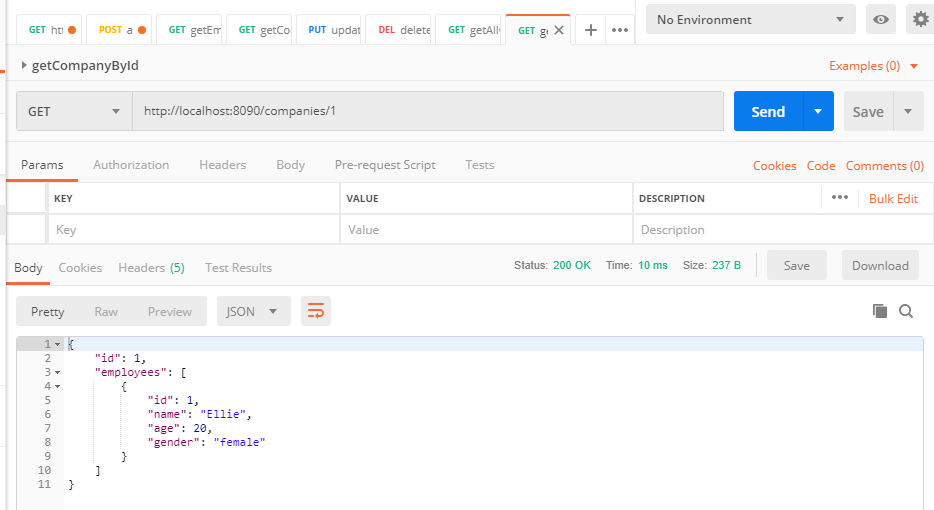 GET ht POST a GET getEm GET getCo PUT updat DEL delete GET getAll GET ge No Environment
getCompanyById Examples (0)
GET http://localhost:8090/companies/1 Send Save
Params Authorization Headers Body Pre-request Script Tests Cookies Code Comments (0)
KEY VALUE DESCRIPTION Bulk Edit
Key Value Description
Body Cookies Headers (5) Test Results Status: 200 OK Time: 10 ms Size: 237 B Save Download
Pretty Raw Preview JSON
1 {
2 "id": 1,
3 "employees": [
4 {
5 "id": 1,
6 "name": "Ellie",
7 "age": 20,
8 "gender": "female"
9 }
10 ]
11 }